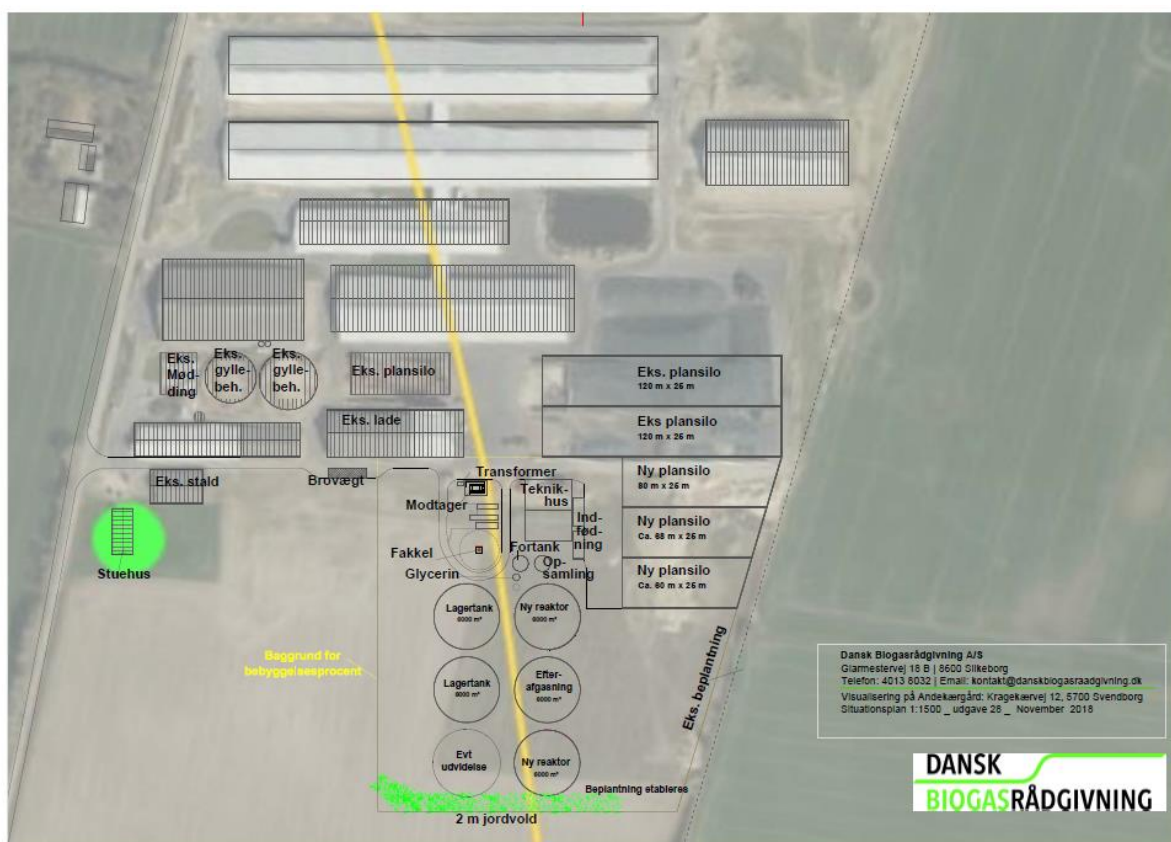 Eks.
Mød-
ding
Eks.
gylle-
beh.
Eks.
gylle-
beh.
Eks. plansilo
Eks. plansilo
120 m x 25 m
Eks plansilo
120 m x 25 m
Eks. lade
Eks. stald
Brovægt
Transformer
Teknik-
hus
Modtager
Ind-
fød-
ning
Ny plansilo
80 m x 25 m
Ny plansilo
Ca. 68 m x 25 m
Ny plansilo
Ca. 60 m x 25 m
Fakkel
Glycerin
Fortank
Op-
samling
Stuehus
Lagertank
6000 m³
Ny reaktor
6000 m³
Baggrund for
bebyggelsesprocent
Lagertank
6000 m³
Efter-
afgasning
6000 m³
Eks. beplantning
Evt
udvidelse
Ny reaktor
6000 m³
Beplantning etableres
2 m jordvold
Dansk Biogasrådgivning A/S
Glarmestervej 18 B | 8600 Silkeborg
Telefon: 4013 8032 | Email: kontakt@danskbiogasraadgivning.dk
Visualisering på Andekærgård: Kragekærvej 12, 5700 Svendborg
Situationsplan 1:1500 _ udgave 28 _ November 2018
DANSK
BIOGASRÅDGIVNING